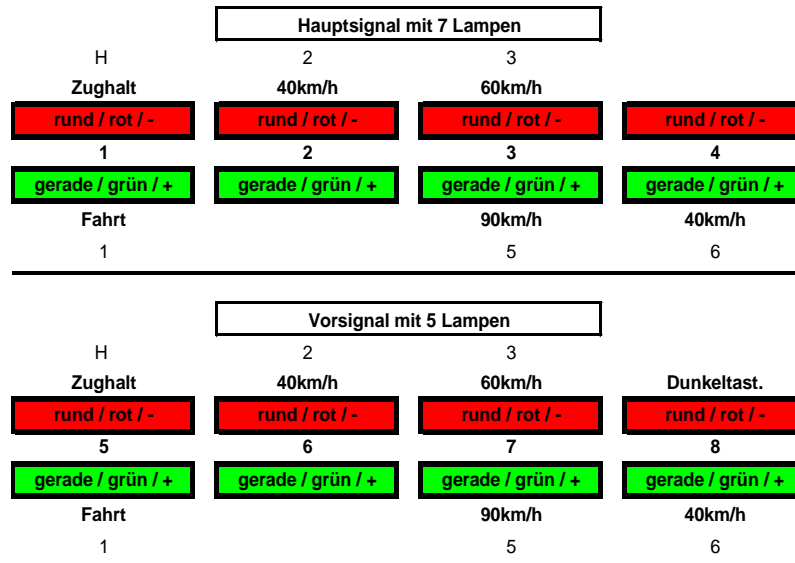 Hauptsignal mit 7 Lampen
H 2 3
Zughalt 40km/h 60km/h
rund / rot / - rund / rot / - rund / rot / - rund / rot / -
1 2 3 4
gerade / grün / + gerade / grün / + gerade / grün / + gerade / grün / +
Fahrt 90km/h 40km/h
1 5 6
Vorsignal mit 5 Lampen
H 2 3
Zughalt 40km/h 60km/h Dunkeltast.
rund / rot / - rund / rot / - rund / rot / - rund / rot / -
5 6 7 8
gerade / grün / + gerade / grün / + gerade / grün / + gerade / grün / +
Fahrt 90km/h 40km/h
1 5 6